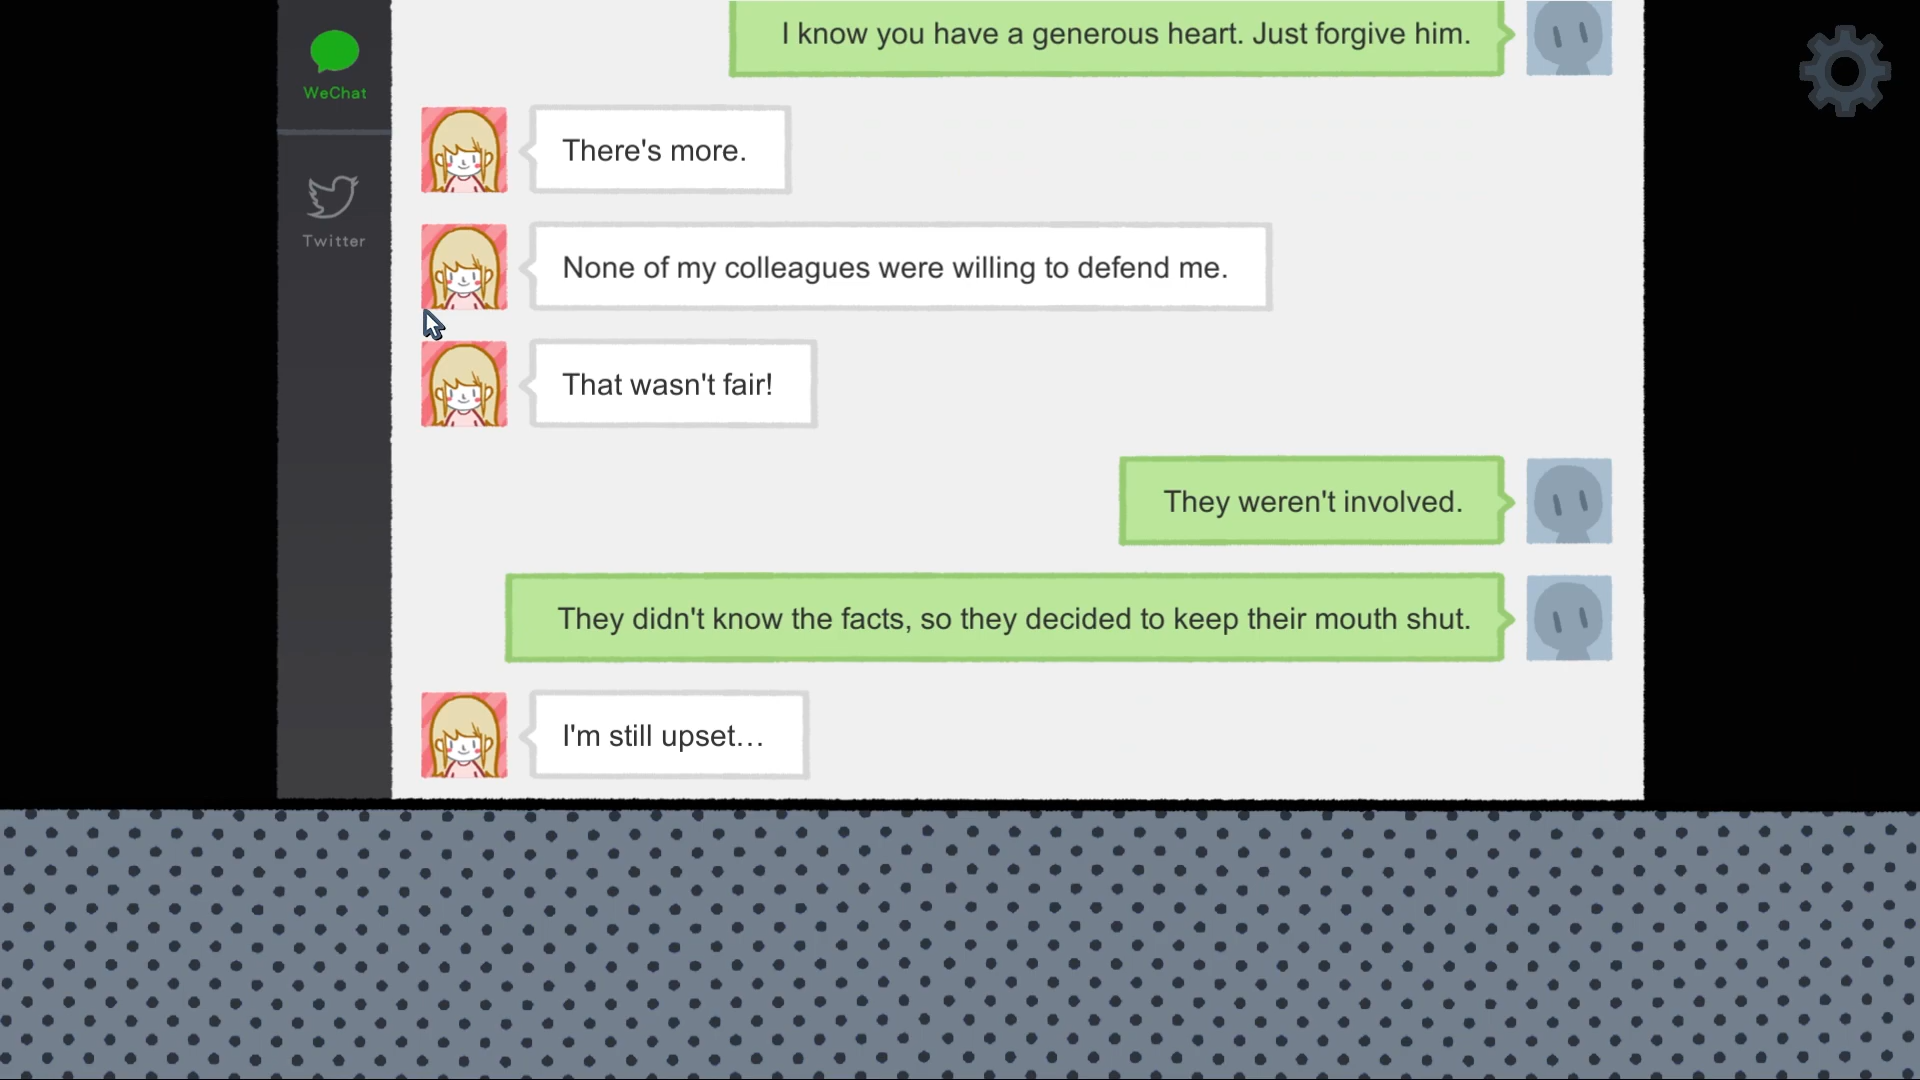 I know you have a generous heart. Just forgive him.
WeChat
There's more.
Twitter
None of my colleagues were willing to defend me.
That wasn't fair!
They weren't involved.
They didn't know the facts, so they decided to keep their mouth shut.
I'm still upset…